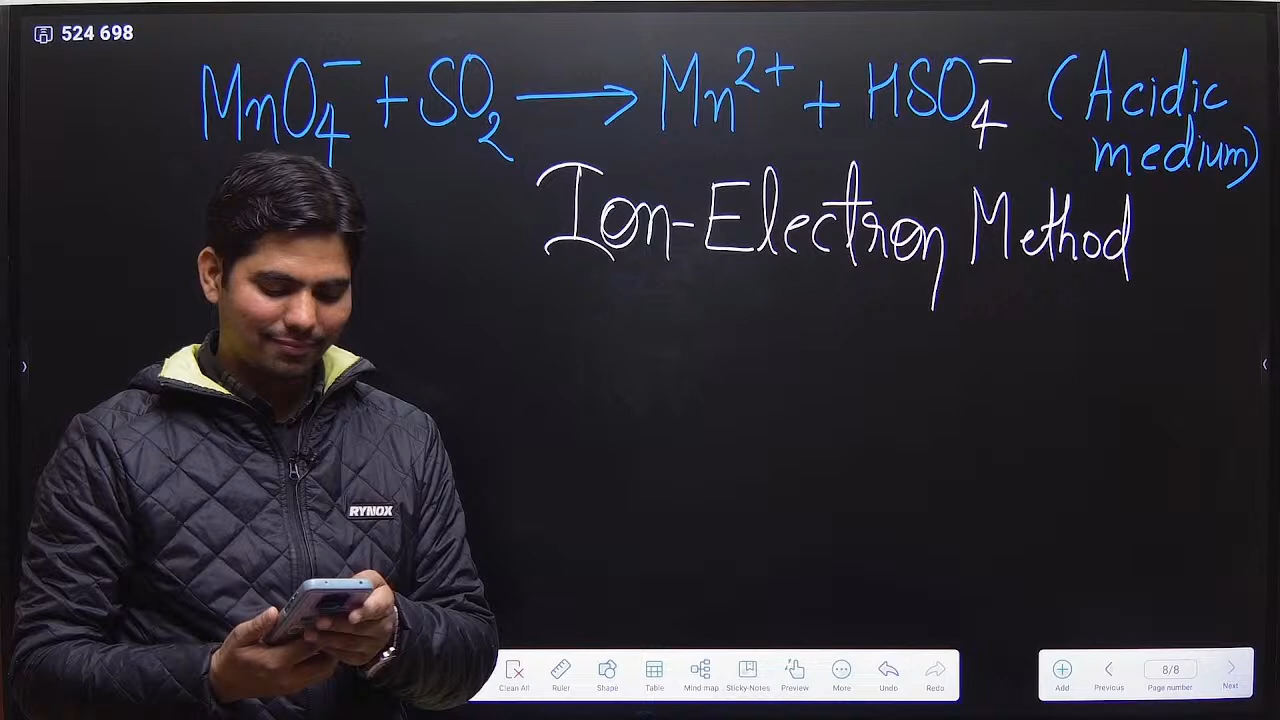 524 698
MnO₄⁻ + SO₂ ⟶ Mn²⁺ + HSO₄⁻ (Acidic
medium)
Ion-Electron Method
RYNOX
Clean All Ruler Shape Table Mind map Sticky-Notes Preview More Undo Redo
Add Previous 8/8 Page number Next